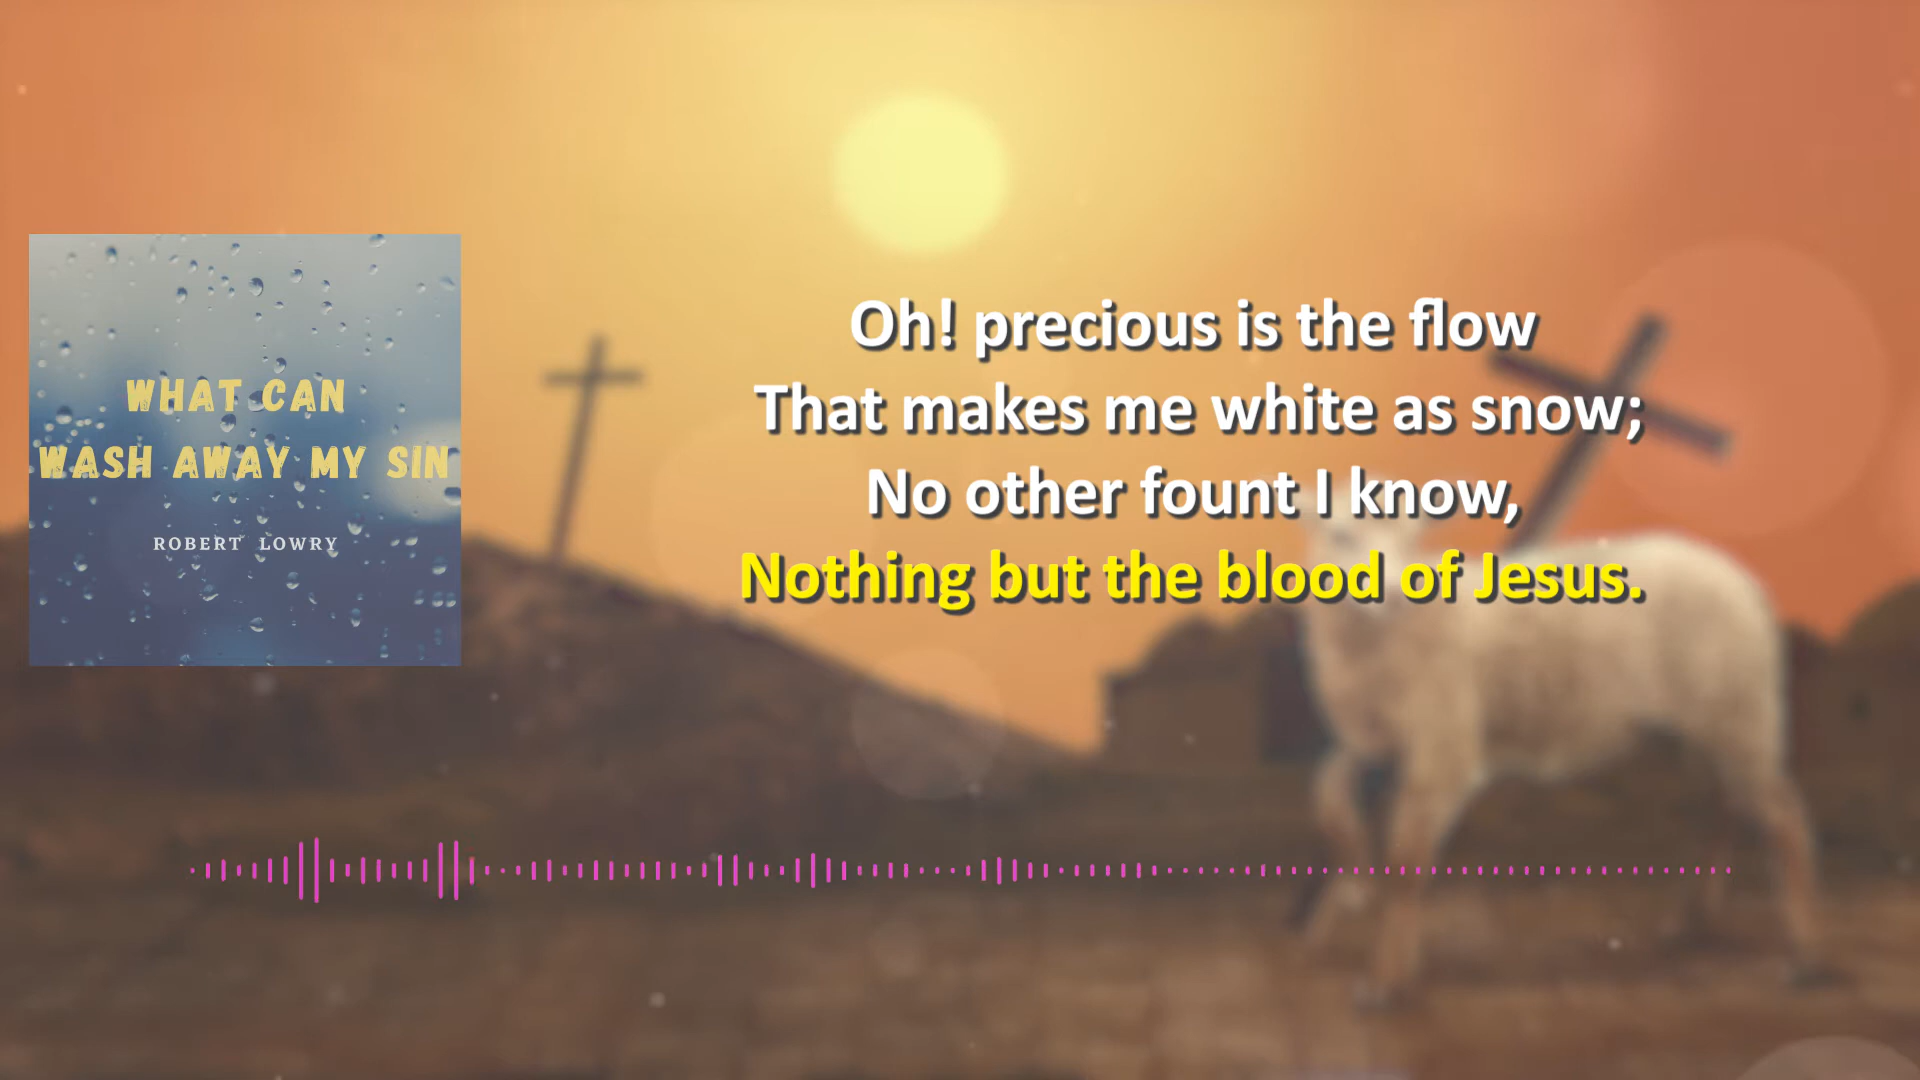 WHAT CAN
WASH AWAY MY SIN
ROBERT LOWRY
Oh! precious is the flow
That makes me white as snow;
No other fount I know,
Nothing but the blood of Jesus.